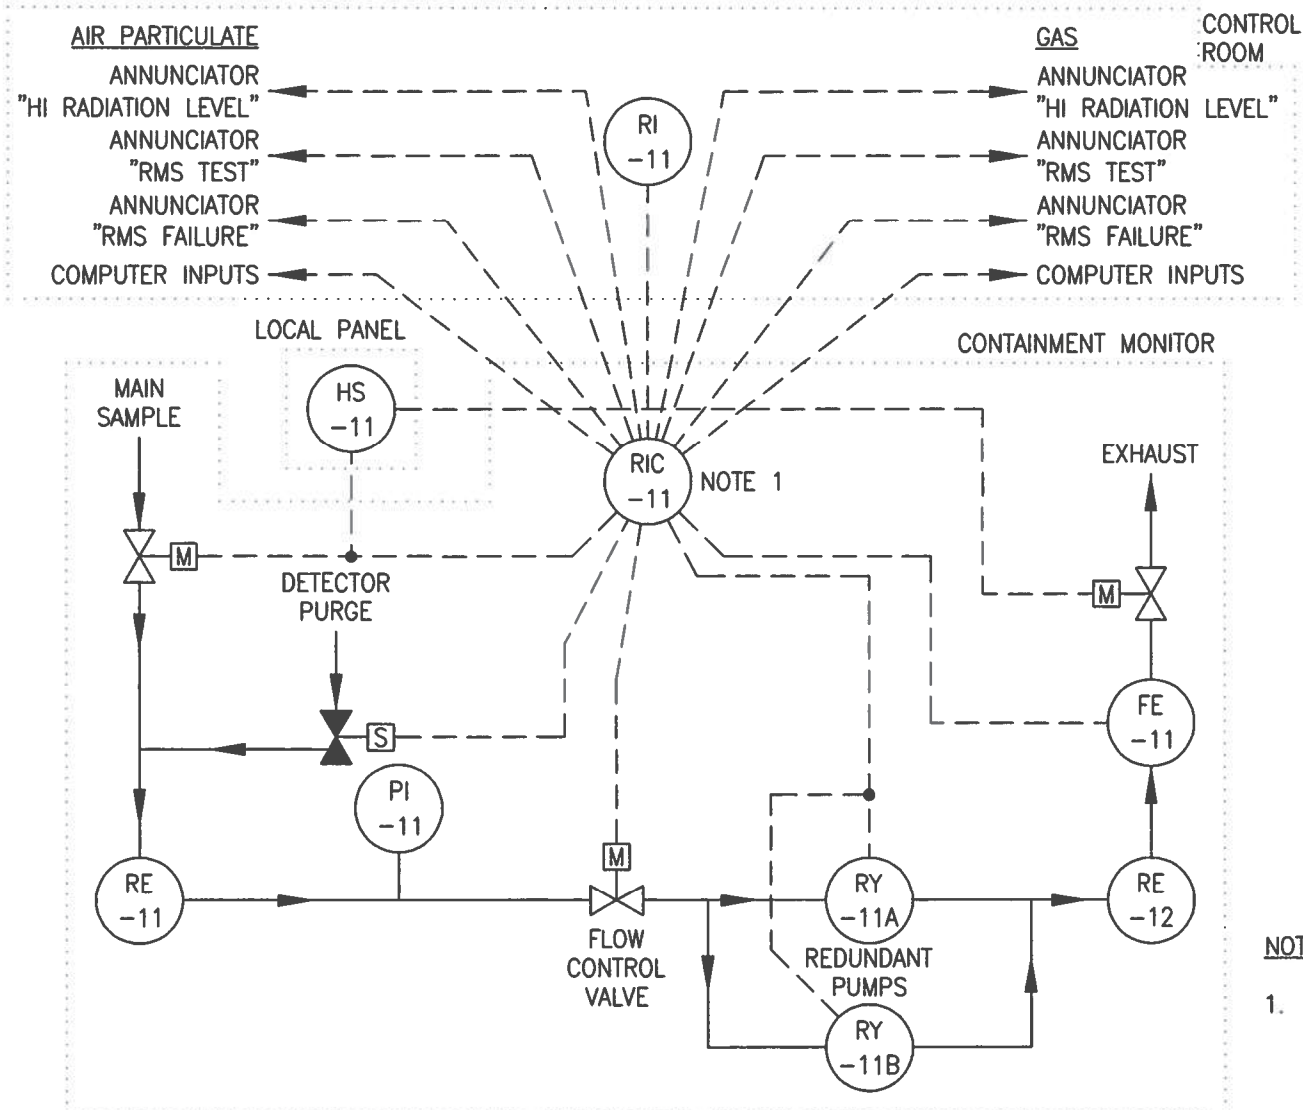 CONTROL
ROOM
AIR PARTICULATE
ANNUNCIATOR
"HI RADIATION LEVEL"
ANNUNCIATOR
"RMS TEST"
ANNUNCIATOR
"RMS FAILURE"
COMPUTER INPUTS
RI
-11
GAS
ANNUNCIATOR
"HI RADIATION LEVEL"
ANNUNCIATOR
"RMS TEST"
ANNUNCIATOR
"RMS FAILURE"
COMPUTER INPUTS
LOCAL PANEL
CONTAINMENT MONITOR
MAIN
SAMPLE
HS
-11
RIC
-11
NOTE 1
EXHAUST
M
DETECTOR
PURGE
M
S
FE
-11
PI
-11
M
RE
-11
FLOW
CONTROL
VALVE
RY
-11A
REDUNDANT
PUMPS
RY
-11B
RE
-12
NOT
1.